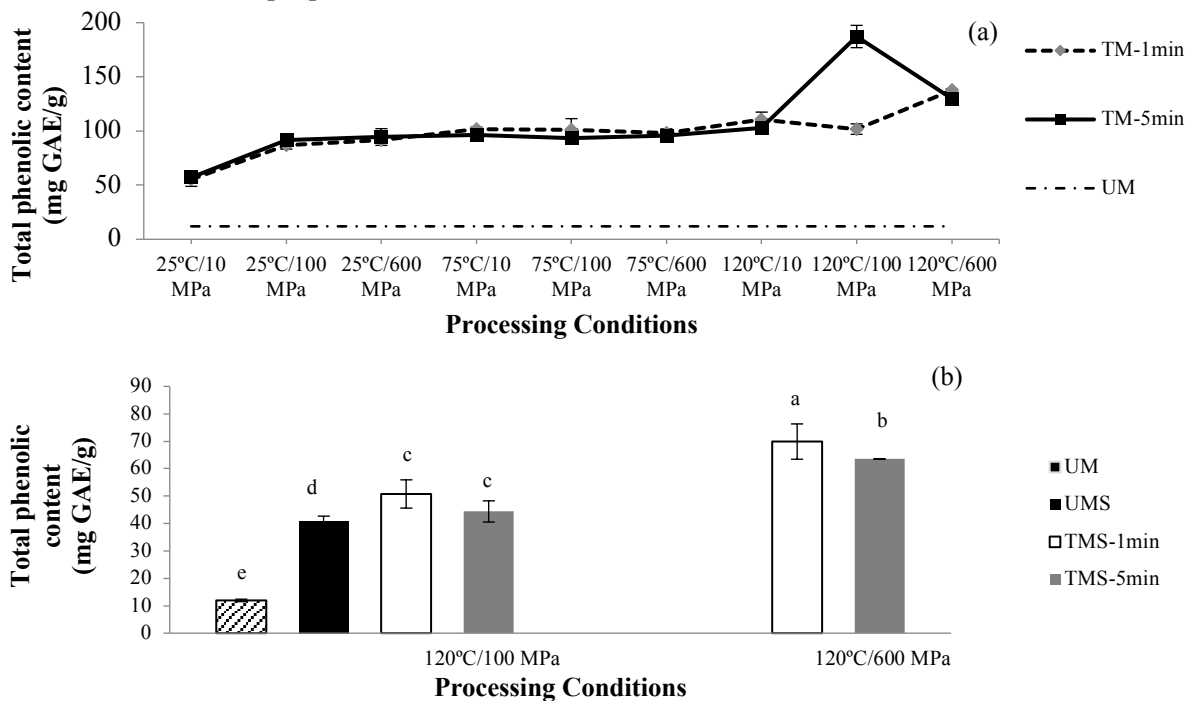 200
(a)
150
100
50
0
Total phenolic content
(mg GAE/g)
TM-1min
TM-5min
UM
25ºC/10 25ºC/100 25ºC/600 75ºC/10 75ºC/100 75ºC/600 120ºC/10 120ºC/100 120ºC/600
MPa MPa MPa MPa MPa MPa MPa MPa MPa
Processing Conditions
(b)
90
80
70
60
50
40
30
20
10
0
Total phenolic
content
(mg GAE/g)
e
d
c
c
a
b
UM
UMS
TMS-1min
TMS-5min
120ºC/100 MPa 120ºC/600 MPa
Processing Conditions